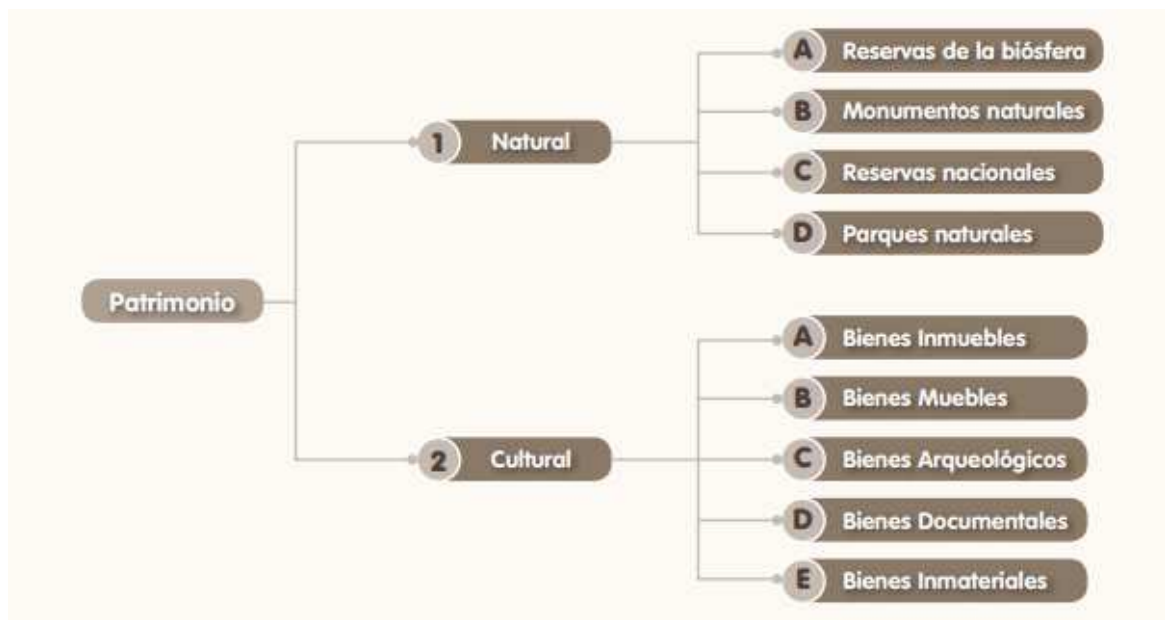 Patrimonio
1 Natural
A Reservas de la biósfera
B Monumentos naturales
C Reservas nacionales
D Parques naturales
2 Cultural
A Bienes Inmuebles
B Bienes Muebles
C Bienes Arqueológicos
D Bienes Documentales
E Bienes Inmateriales